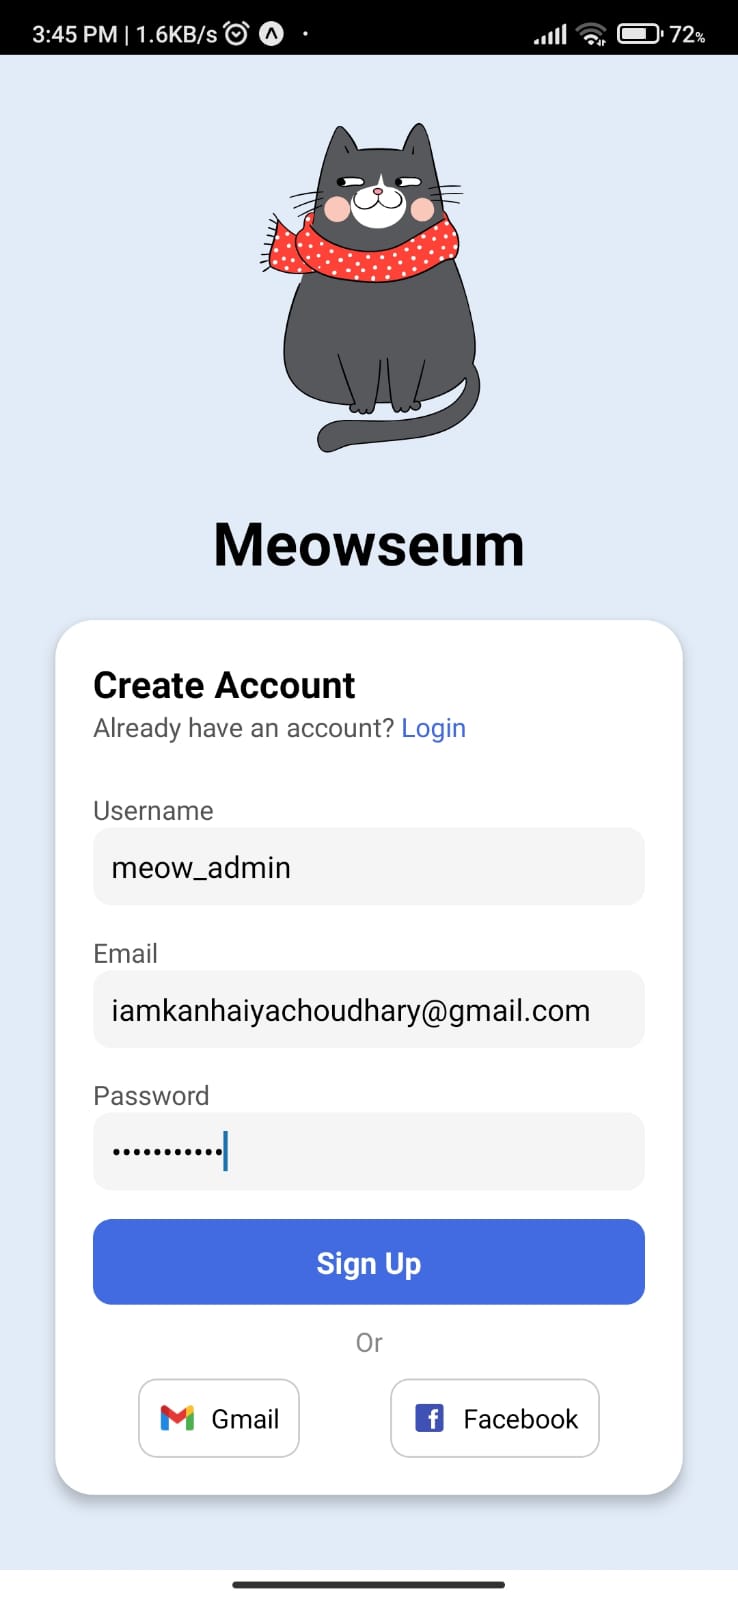 3:45 PM | 1.6KB/s
72%
Meowseum
Create Account
Already have an account? Login
Username
meow_admin
Email
iamkanhaiyachoudhary@gmail.com
Password
•••••••••••
Sign Up
Or
Gmail
Facebook